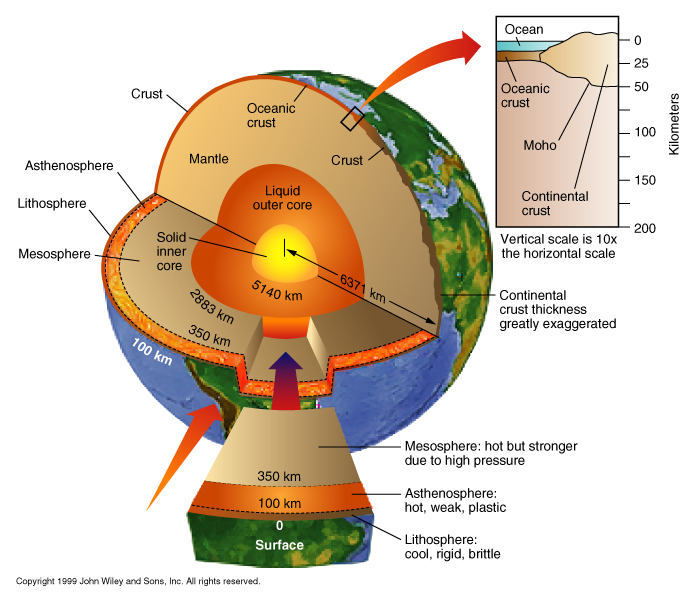 Ocean
0
25
50
100
150
200
Kilometers
Oceanic
crust
Moho
Continental
crust
Vertical scale is 10x
the horizontal scale
Crust
Oceanic
crust
Mantle
Crust
Asthenosphere
Lithosphere
Mesosphere
Liquid
outer core
Solid
inner
core
6371 km
5140 km
2883 km
350 km
100 km
Continental
crust thickness
greatly exaggerated
Mesosphere: hot but stronger
due to high pressure
350 km
Asthenosphere:
hot, weak, plastic
100 km
0
Surface
Lithosphere:
cool, rigid, brittle
Copyright 1999 John Wiley and Sons, Inc. All rights reserved.